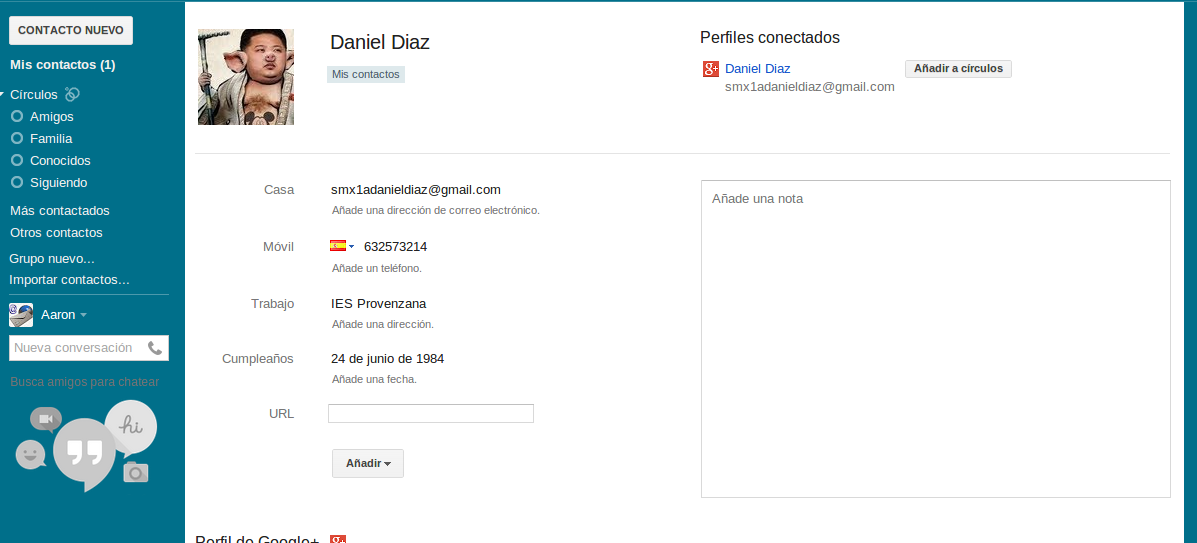 CONTACTO NUEVO
Mis contactos (1)
Círculos
Amigos
Familia
Conocidos
Siguiendo
Más contactados
Otros contactos
Grupo nuevo...
Importar contactos...
Aaron
Nueva conversación
Busca amigos para chatear
hi
Daniel Diaz
Mis contactos
Perfiles conectados
g+ Daniel Diaz
Añadir a círculos
smx1adanieldiaz@gmail.com
Casa
smx1adanieldiaz@gmail.com
Añade una dirección de correo electrónico.
Móvil
632573214
Añade un teléfono.
Trabajo
IES Provenzana
Añade una dirección.
Cumpleaños
24 de junio de 1984
Añade una fecha.
URL
Añadir
Añade una nota
Perfil de Google+
g+